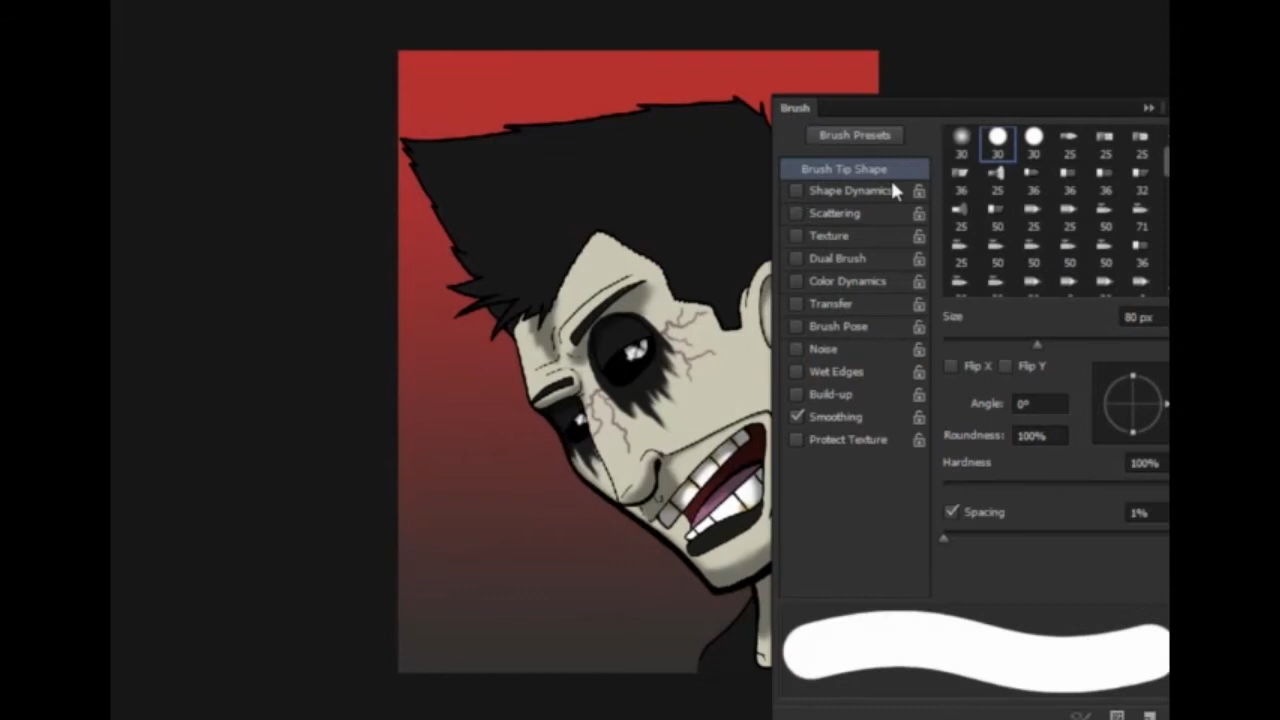 Brush
Brush Presets
30 30 30 25 25 25
Brush Tip Shape
Shape Dynamics
36 25 36 36 36 32
Scattering
25 50 25 25 50 71
Texture
Dual Brush
25 50 50 50 50 36
Color Dynamics
Transfer
Size 80 px
Brush Pose
Noise
Flip X Flip Y
Wet Edges
Build-up
Angle: 0°
Smoothing
Roundness: 100%
Protect Texture
Hardness 100%
Spacing 1%